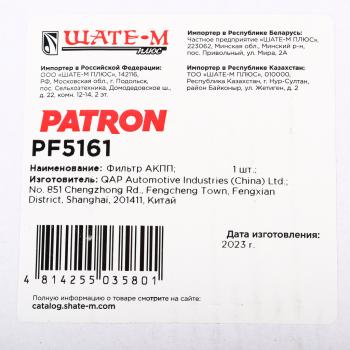 ШАТЕ-М
ПЛЮС
Импортер в Российской Федерации:
ООО «ШАТЕ-М ПЛЮС», 142116,
РФ, Московская область, г. Подольск,
пос. Сельхозтехника, Домодедовское ш.,
д. 22, комн. 12-14, 2 эт.
Импортер в Республике Беларусь:
Частное предприятие «ШАТЕ-М ПЛЮС»,
223062, Минская обл., Минский р-н,
пос. Привольный, ул. Мира, 2А
Импортер в Республике Казахстан:
ТОО «ШАТЕ-М ПЛЮС», 010000,
Республика Казахстан, г. Нур-Султан,
район Байконыр, ул. Жетиген, д. 2
PATRON
PF5161
Наименование: Фильтр АКПП; 1 шт.;
Изготовитель: QAP Automotive Industries (China) Ltd.;
No. 851 Chengzhong Rd., Fengcheng Town, Fengxian
District, Shanghai, 201411, Китай
Дата изготовления:
2023 г.
4 814255 035801
Полную информацию смотрите на сайте:
catalog.shate-m.com